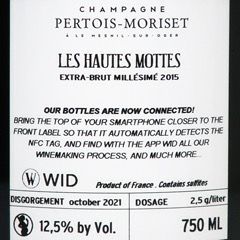 CHAMPAGNE
PERTOIS-MORISET
À LE MESNIL-SUR-OGER
LES HAUTES MOTTES
EXTRA-BRUT MILLÉSIMÉ 2015
OUR BOTTLES ARE NOW CONNECTED!
BRING THE TOP OF YOUR SMARTPHONE CLOSER TO THE
FRONT LABEL SO THAT IT AUTOMATICALLY DETECTS THE
NFC TAG, AND FIND WITH THE APP WID ALL OUR
WINEMAKING PROCESS, AND MUCH MORE...
W WID Product of France . Contains sulfites
DISGORGEMENT october 2021 DOSAGE 2,5 g/liter
12,5% by Vol. 750 ML